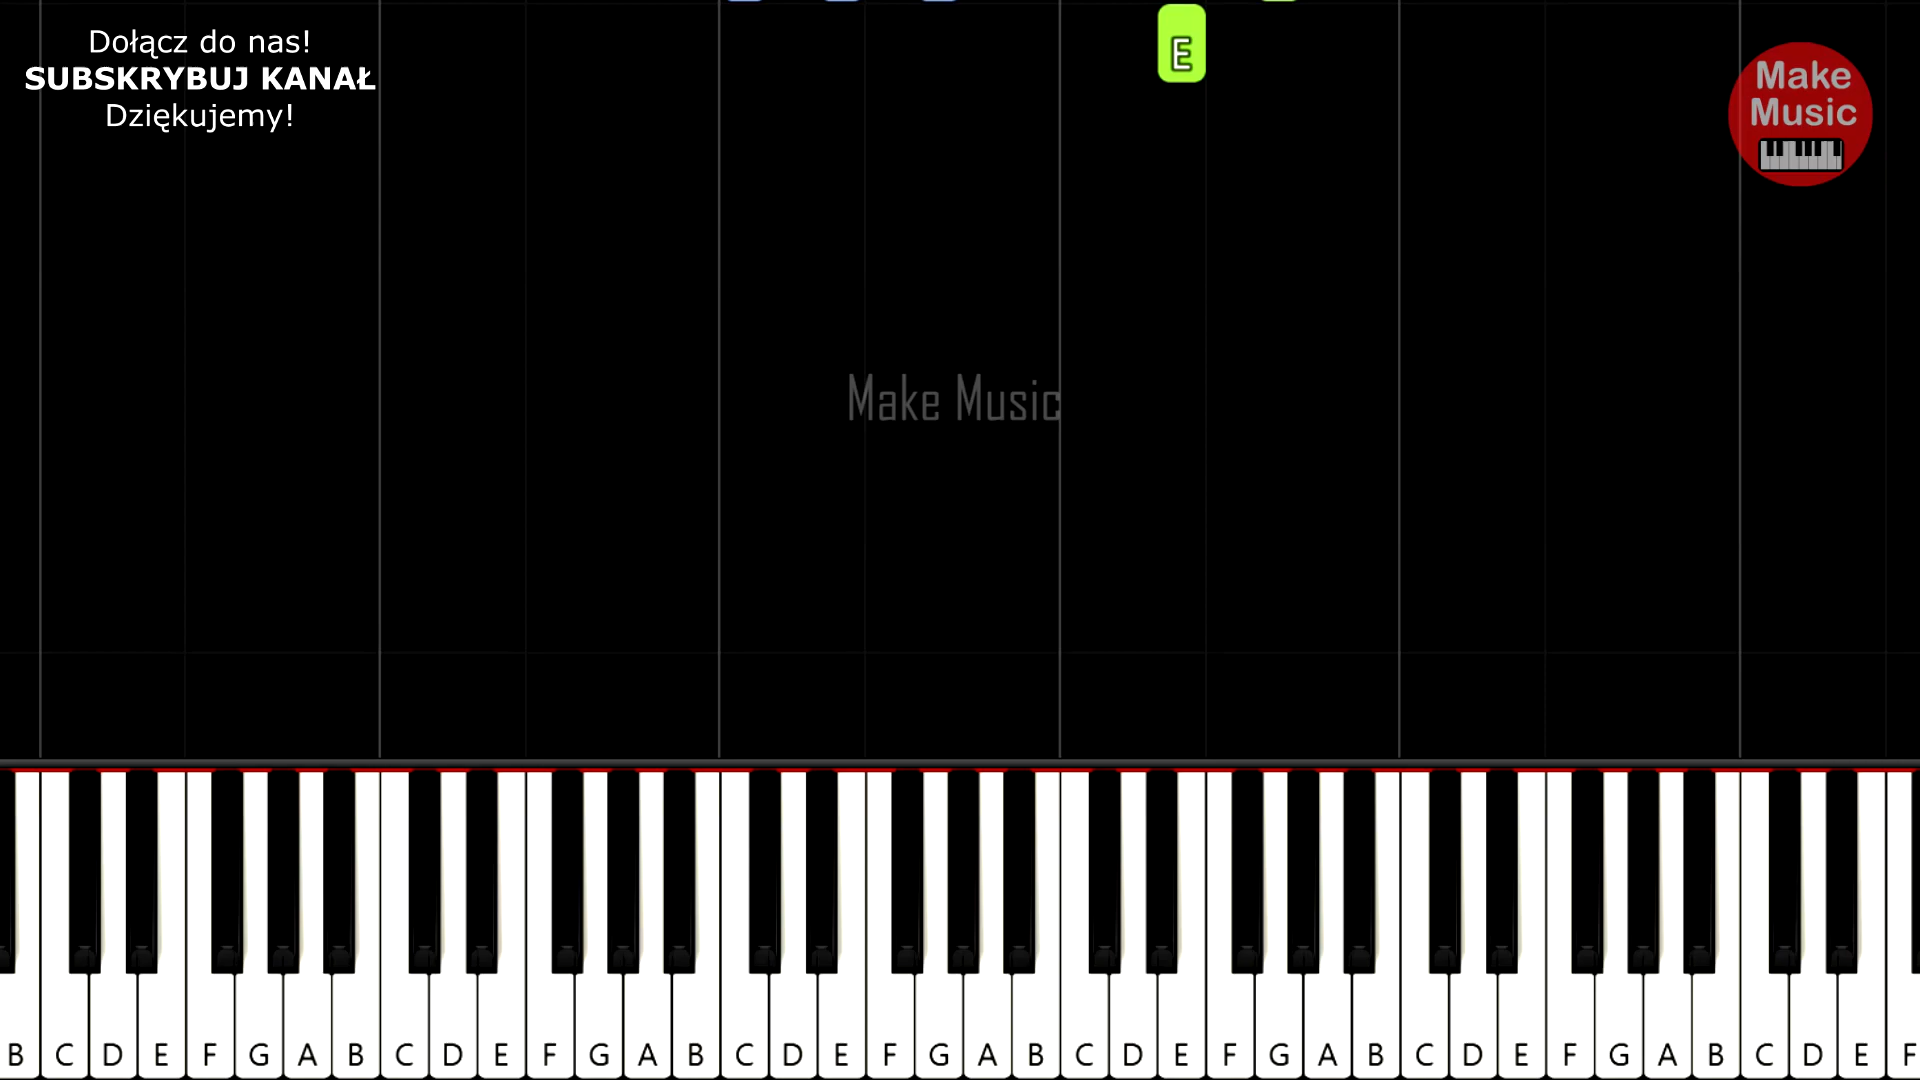 Dołącz do nas!
SUBSKRYBUJ KANAŁ
Dziękujemy!
E
Make
Music
Make Music
B C D E F G A B C D E F G A B C D E F G A B C D E F G A B C D E F G A B C D E F